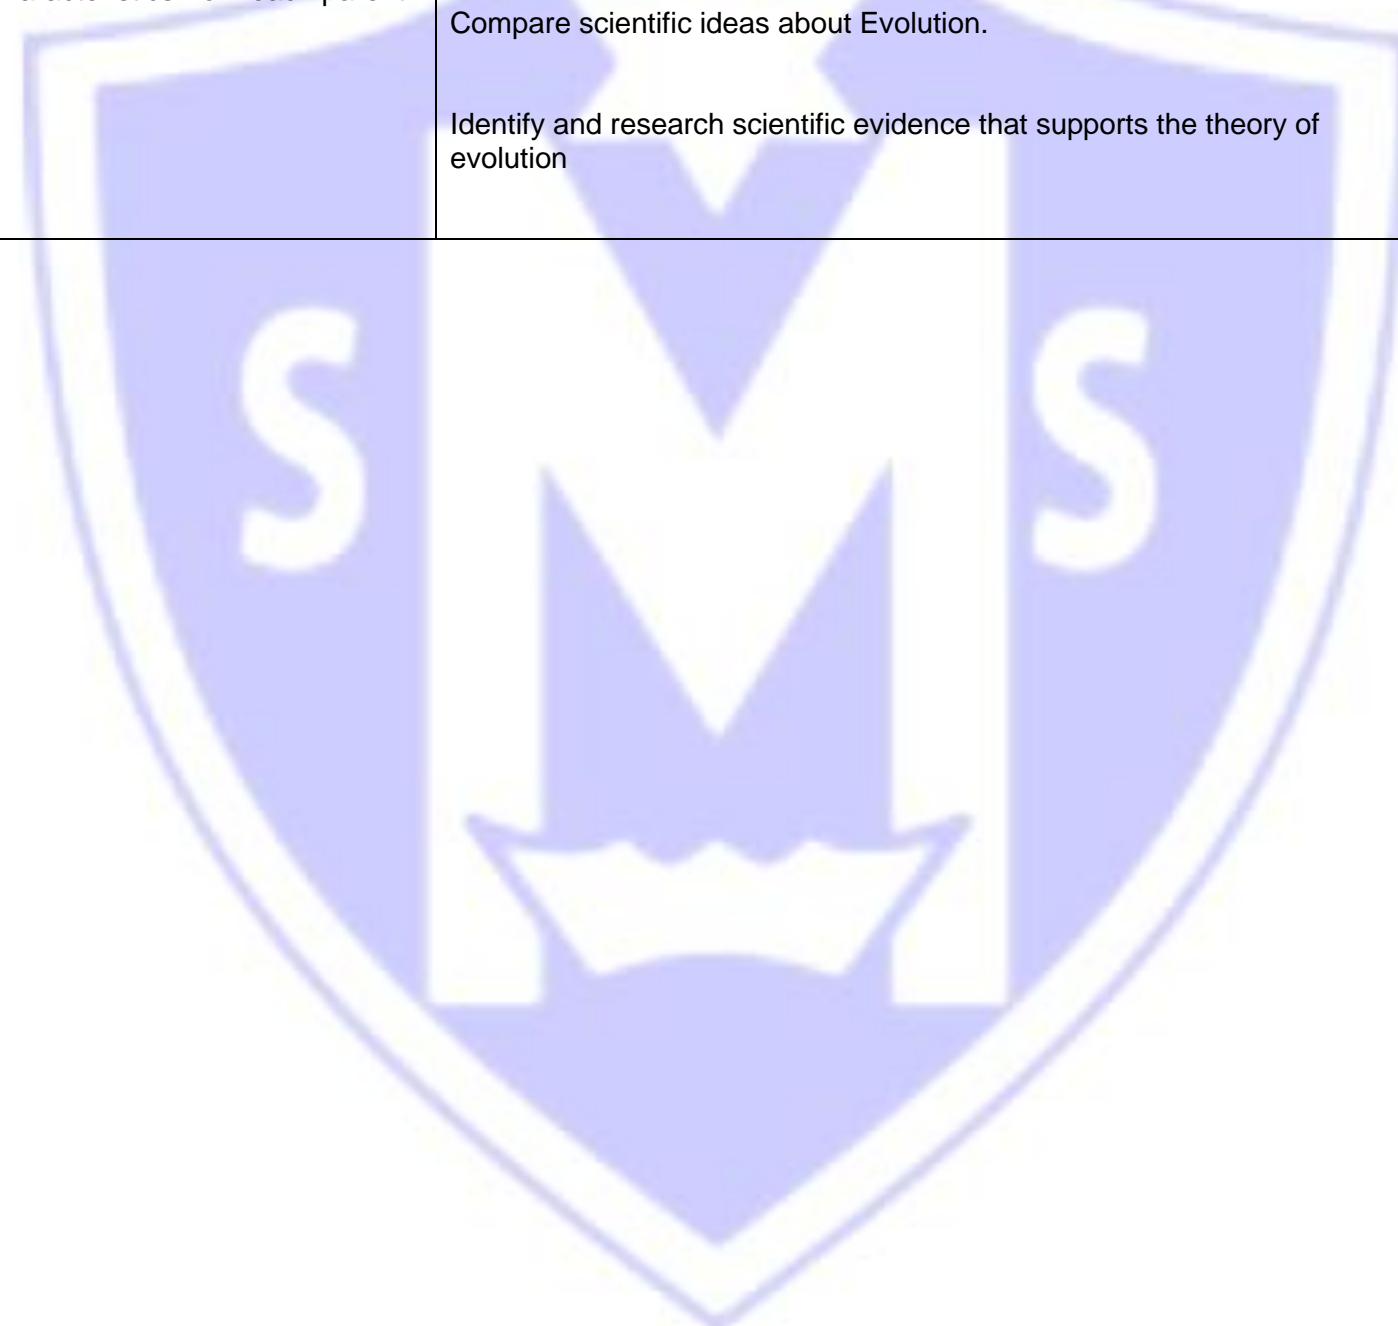 Compare scientific ideas about Evolution.
Identify and research scientific evidence that supports the theory of
evolution
S M S